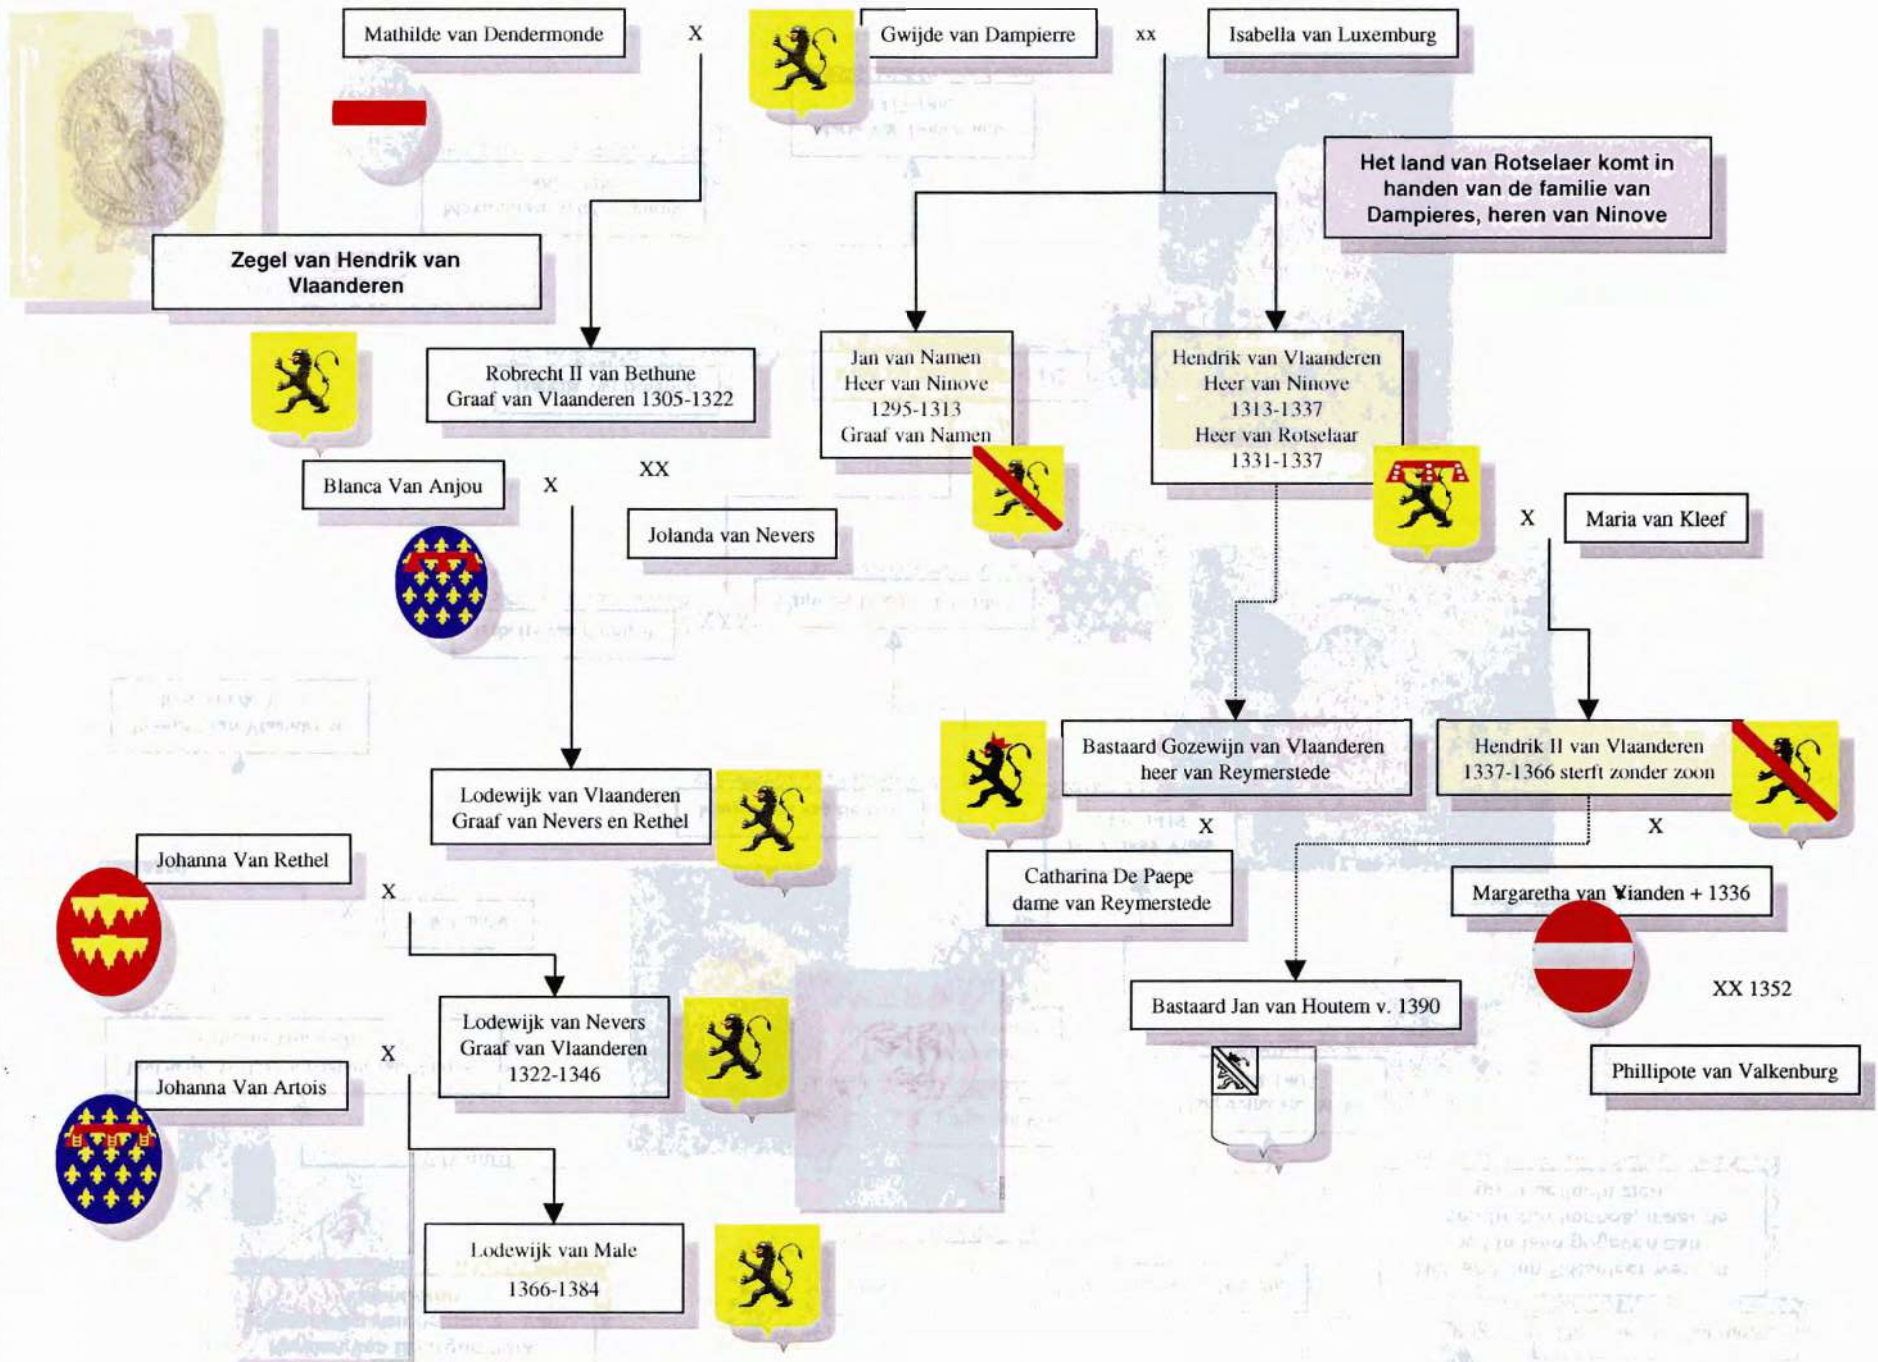 Mathilde van Dendermonde
X
Gwijde van Dampierre
xx
Isabella van Luxemburg
Het land van Rotselaer komt in
handen van de familie van
Dampieres, heren van Ninove
Zegel van Hendrik van
Vlaanderen
Robrecht II van Bethune
Graaf van Vlaanderen 1305-1322
Jan van Namen
Heer van Ninove
1295-1313
Graaf van Namen
Hendrik van Vlaanderen
Heer van Ninove
1313-1337
Heer van Rotselaar
1331-1337
Blanca Van Anjou
X
XX
Jolanda van Nevers
X
Maria van Kleef
Bastaard Gozewijn van Vlaanderen
heer van Reymerstede
Hendrik II van Vlaanderen
1337-1366 sterft zonder zoon
Lodewijk van Vlaanderen
Graaf van Nevers en Rethel
X
X
Johanna Van Rethel
X
Catharina De Paepe
dame van Reymerstede
Margaretha van Vianden + 1336
XX 1352
Bastaard Jan van Houtem v. 1390
Lodewijk van Nevers
Graaf van Vlaanderen
1322-1346
X
Johanna Van Artois
Phillipote van Valkenburg
Lodewijk van Male
1366-1384